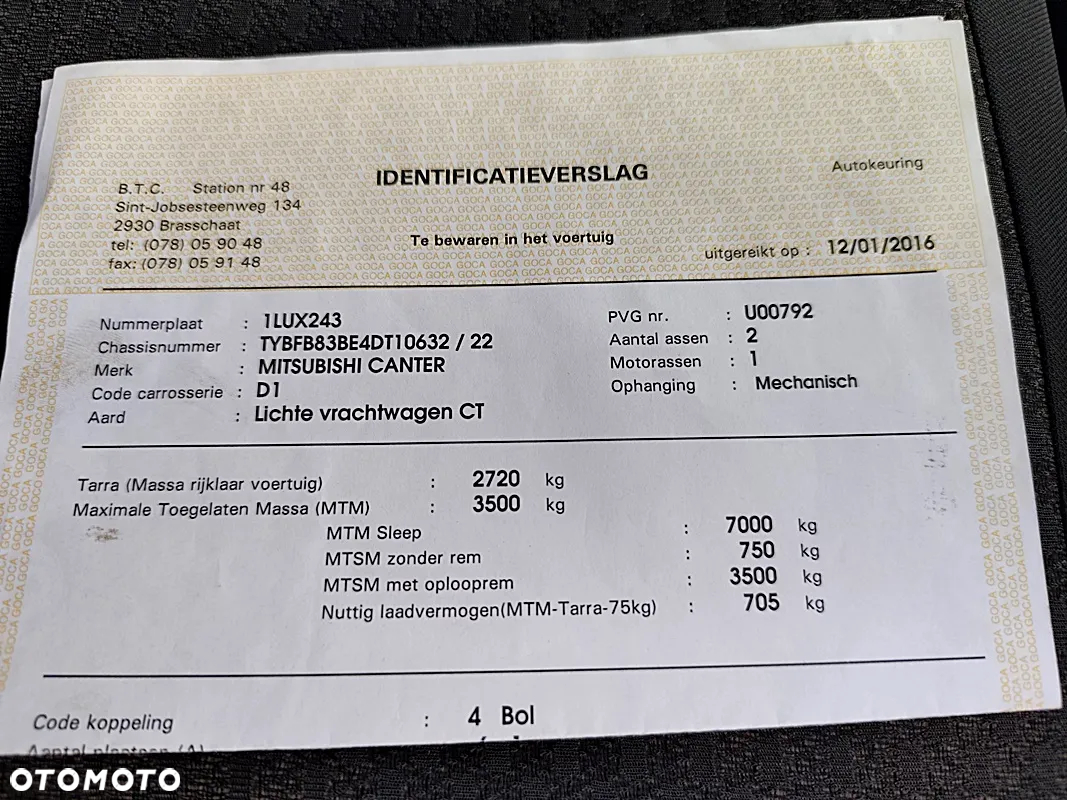 IDENTIFICATIEVERSLAG
Autokeuring
B.T.C. Station nr 48
Sint-Jobsesteenweg 134
2930 Brasschaat
tel: (078) 05 90 48
fax: (078) 05 91 48
Te bewaren in het voertuig
uitgereikt op : 12/01/2016
Nummerplaat : 1LUX243
Chassisnummer : TYBFB83BE4DT10632 / 22
Merk : MITSUBISHI CANTER
Code carrosserie : D1
Aard : Lichte vrachtwagen CT
PVG nr. : U00792
Aantal assen : 2
Motorassen : 1
Ophanging : Mechanisch
Tarra (Massa rijklaar voertuig) : 2720 kg
Maximale Toegelaten Massa (MTM) : 3500 kg
MTM Sleep : 7000 kg
MTSM zonder rem : 750 kg
MTSM met oplooprem : 3500 kg
Nuttig laadvermogen(MTM-Tarra-75kg) : 705 kg
Code koppeling : 4 Bol
OTOMOTO